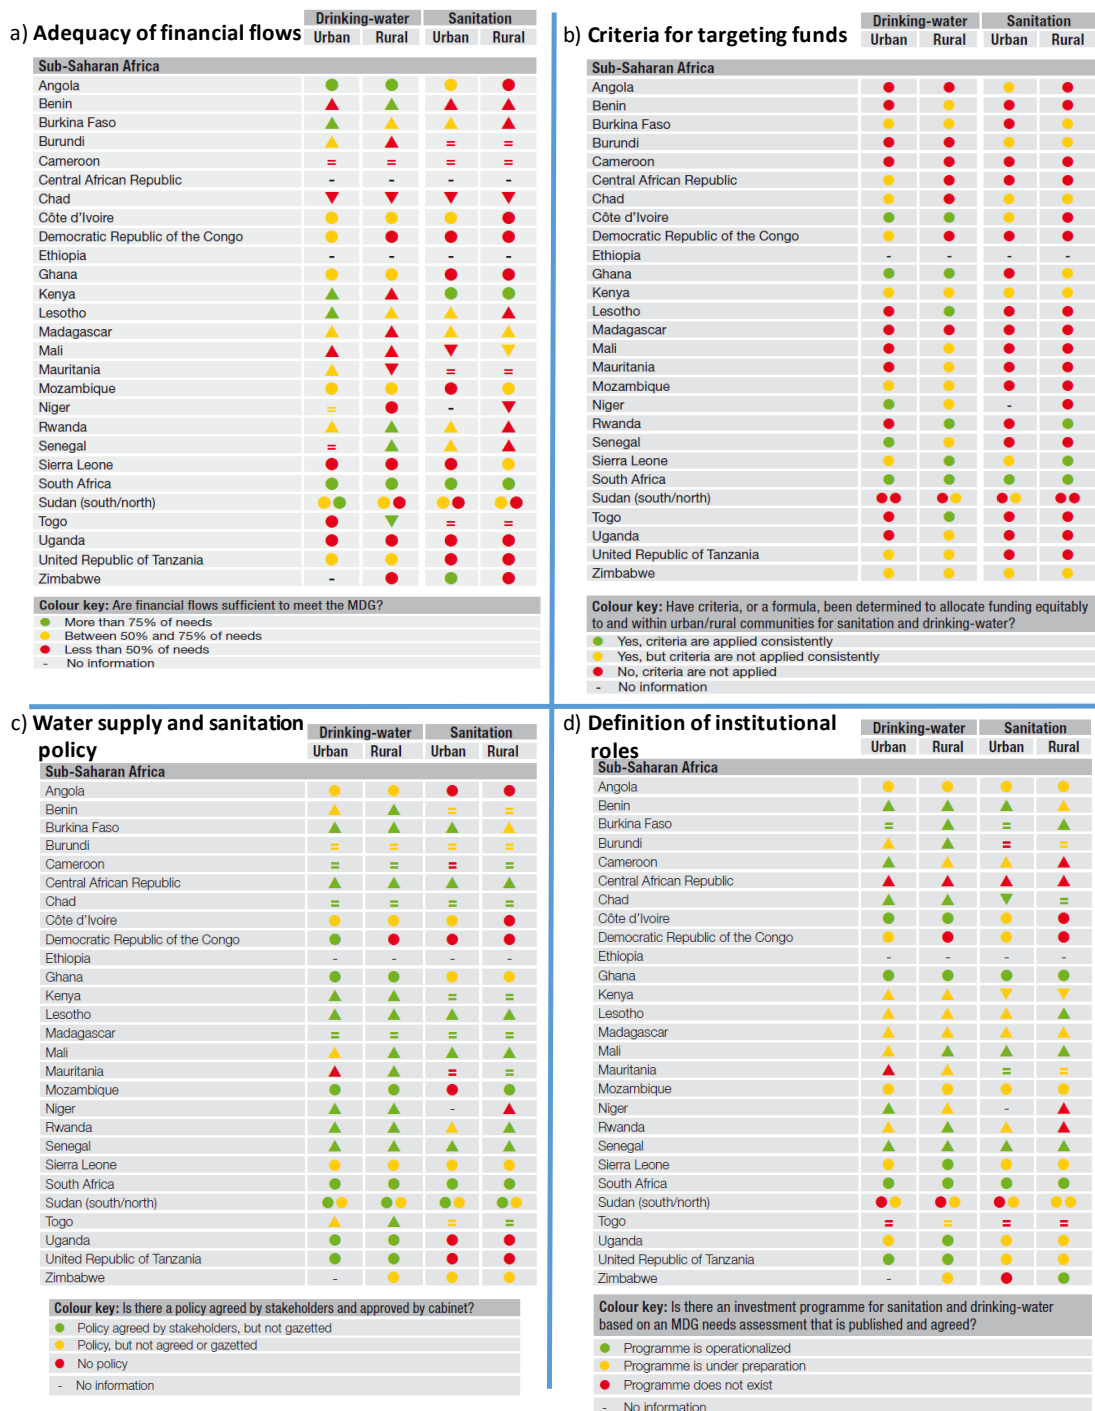 a) Adequacy of financial flows
Drinking-water Sanitation
Urban Rural Urban Rural
Sub-Saharan Africa
Angola
Benin
Burkina Faso
Burundi
= =
Cameroon
= = = =
Central African Republic
- - - -
Chad
Côte d'Ivoire
Democratic Republic of the Congo
Ethiopia
- - - -
Ghana
Kenya
Lesotho
Madagascar
Mali
Mauritania
= =
Mozambique
Niger
= -
Rwanda
Senegal
=
Sierra Leone
South Africa
Sudan (south/north)
Togo
= =
Uganda
United Republic of Tanzania
Zimbabwe
-
Colour key: Are financial flows sufficient to meet the MDG?
More than 75% of needs
Between 50% and 75% of needs
Less than 50% of needs
- No information
b) Criteria for targeting funds
Drinking-water Sanitation
Urban Rural Urban Rural
Sub-Saharan Africa
Angola
Benin
Burkina Faso
Burundi
Cameroon
Central African Republic
Chad
Côte d'Ivoire
Democratic Republic of the Congo
Ethiopia
- - - -
Ghana
Kenya
Lesotho
Madagascar
Mali
Mauritania
Mozambique
Niger
-
Rwanda
Senegal
Sierra Leone
South Africa
Sudan (south/north)
Togo
Uganda
United Republic of Tanzania
Zimbabwe
Colour key: Have criteria, or a formula, been determined to allocate funding equitably
to and within urban/rural communities for sanitation and drinking-water?
Yes, criteria are applied consistently
Yes, but criteria are not applied consistently
No, criteria are not applied
- No information
c) Water supply and sanitation
policy
Drinking-water Sanitation
Urban Rural Urban Rural
Sub-Saharan Africa
Angola
Benin
= =
Burkina Faso
Burundi
= = = =
Cameroon
= = = =
Central African Republic
Chad
= = = =
Côte d'Ivoire
Democratic Republic of the Congo
Ethiopia
- - - -
Ghana
Kenya
= =
Lesotho
Madagascar
= = = =
Mali
Mauritania
= =
Mozambique
Niger
-
Rwanda
Senegal
Sierra Leone
South Africa
Sudan (south/north)
Togo
= =
Uganda
United Republic of Tanzania
Zimbabwe
-
Colour key: Is there a policy agreed by stakeholders and approved by cabinet?
Policy agreed by stakeholders, but not gazetted
Policy, but not agreed or gazetted
No policy
- No information
d) Definition of institutional
roles
Drinking-water Sanitation
Urban Rural Urban Rural
Sub-Saharan Africa
Angola
Benin
Burkina Faso
= =
Burundi
= =
Cameroon
Central African Republic
Chad
=
Côte d'Ivoire
Democratic Republic of the Congo
Ethiopia
- - - -
Ghana
Kenya
Lesotho
Madagascar
Mali
Mauritania
= =
Mozambique
Niger
-
Rwanda
Senegal
Sierra Leone
South Africa
Sudan (south/north)
Togo
= = = =
Uganda
United Republic of Tanzania
Zimbabwe
-
Colour key: Is there an investment programme for sanitation and drinking-water
based on an MDG needs assessment that is published and agreed?
Programme is operationalized
Programme is under preparation
Programme does not exist
- No information